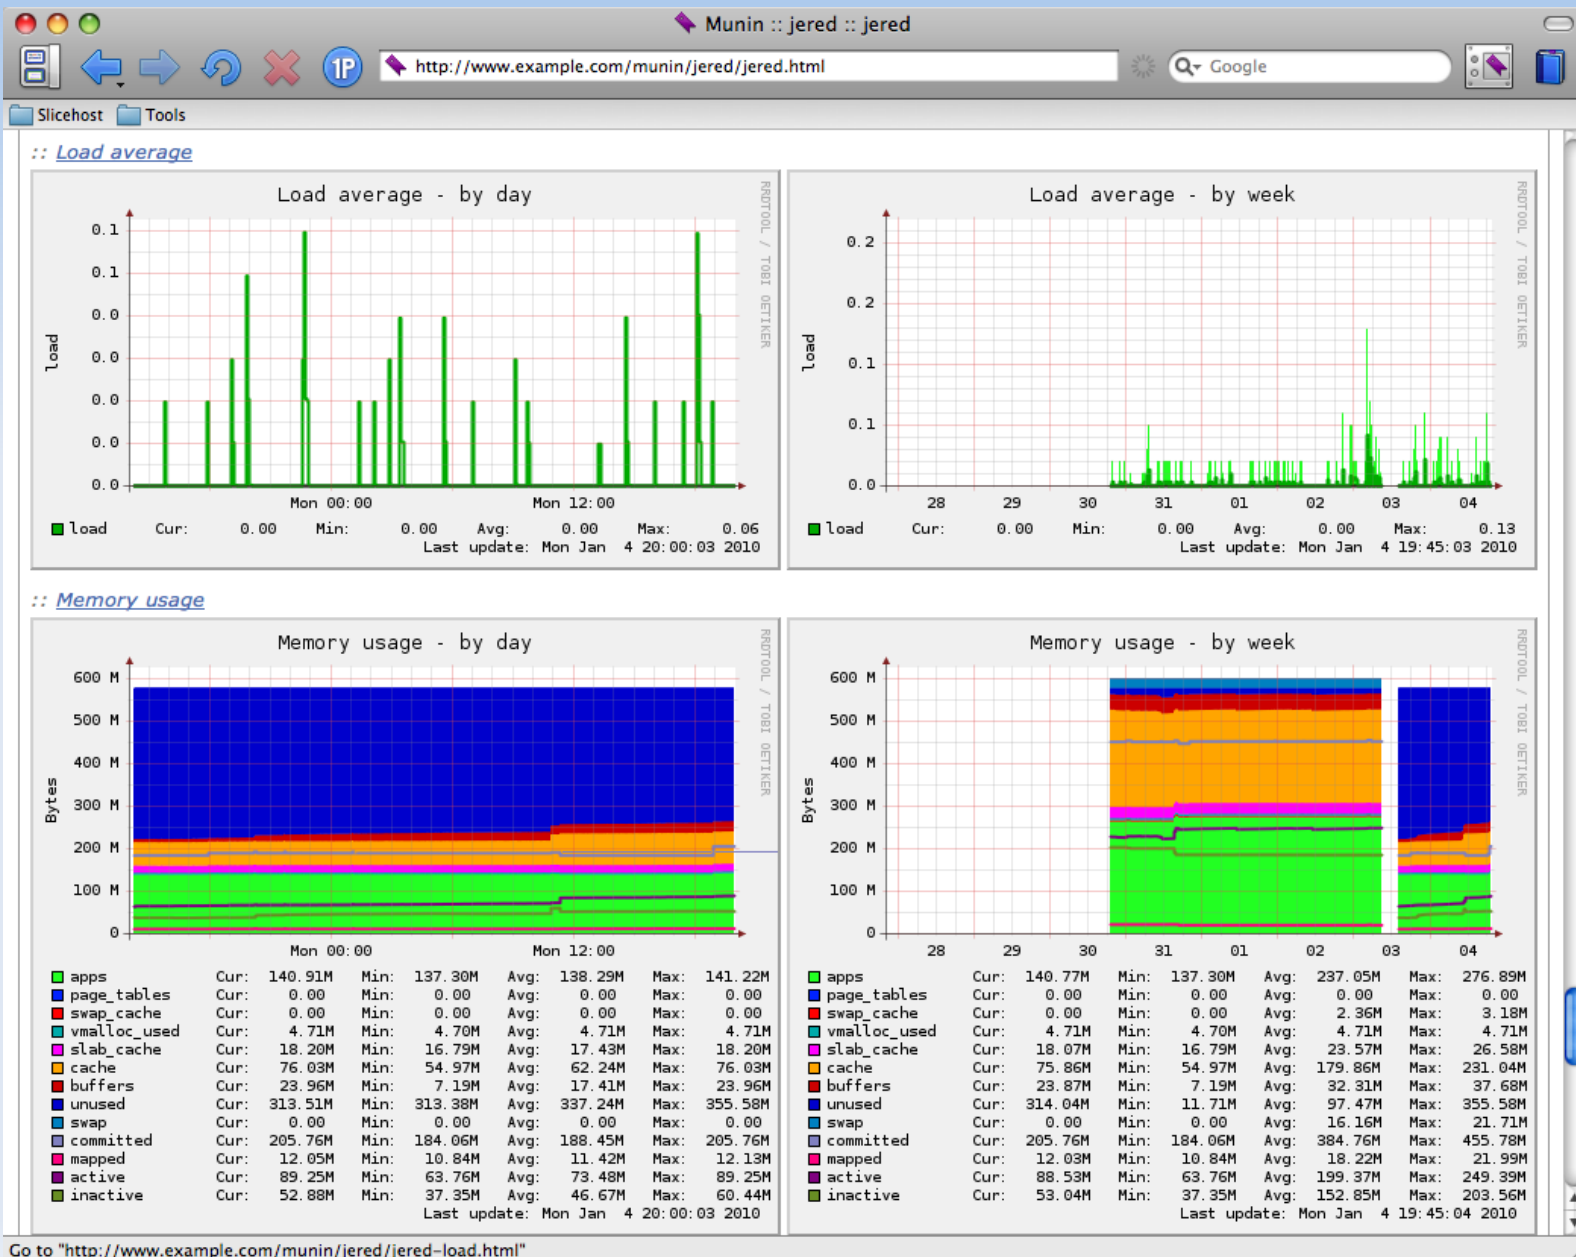 Munin :: jered :: jered
1P
http://www.example.com/munin/jered/jered.html
Q Google
Slicehost Tools
:: Load average
Load average - by day
RRDTOOL / TOBI OETIKER
load
0.1
0.1
0.0
0.0
0.0
0.0
0.0
Mon 00:00 Mon 12:00
load Cur: 0.00 Min: 0.00 Avg: 0.00 Max: 0.06
Last update: Mon Jan 4 20:00:03 2010
Load average - by week
RRDTOOL / TOBI OETIKER
load
0.2
0.2
0.1
0.1
0.0
28 29 30 31 01 02 03 04
load Cur: 0.00 Min: 0.00 Avg: 0.00 Max: 0.13
Last update: Mon Jan 4 19:45:03 2010
:: Memory usage
Memory usage - by day
RRDTOOL / TOBI OETIKER
Bytes
600 M
500 M
400 M
300 M
200 M
100 M
0
Mon 00:00 Mon 12:00
apps Cur: 140.91M Min: 137.30M Avg: 138.29M Max: 141.22M
page_tables Cur: 0.00 Min: 0.00 Avg: 0.00 Max: 0.00
swap_cache Cur: 0.00 Min: 0.00 Avg: 0.00 Max: 0.00
vmalloc_used Cur: 4.71M Min: 4.70M Avg: 4.71M Max: 4.71M
slab_cache Cur: 18.20M Min: 16.79M Avg: 17.43M Max: 18.20M
cache Cur: 76.03M Min: 54.97M Avg: 62.24M Max: 76.03M
buffers Cur: 23.96M Min: 7.19M Avg: 17.41M Max: 23.96M
unused Cur: 313.51M Min: 313.38M Avg: 337.24M Max: 355.58M
swap Cur: 0.00 Min: 0.00 Avg: 0.00 Max: 0.00
committed Cur: 205.76M Min: 184.06M Avg: 188.45M Max: 205.76M
mapped Cur: 12.05M Min: 10.84M Avg: 11.42M Max: 12.13M
active Cur: 89.25M Min: 63.76M Avg: 73.48M Max: 89.25M
inactive Cur: 52.88M Min: 37.35M Avg: 46.67M Max: 60.44M
Last update: Mon Jan 4 20:00:03 2010
Memory usage - by week
RRDTOOL / TOBI OETIKER
Bytes
600 M
500 M
400 M
300 M
200 M
100 M
0
28 29 30 31 01 02 03 04
apps Cur: 140.77M Min: 137.30M Avg: 237.05M Max: 276.89M
page_tables Cur: 0.00 Min: 0.00 Avg: 0.00 Max: 0.00
swap_cache Cur: 0.00 Min: 0.00 Avg: 2.36M Max: 3.18M
vmalloc_used Cur: 4.71M Min: 4.70M Avg: 4.71M Max: 4.71M
slab_cache Cur: 18.07M Min: 16.79M Avg: 23.57M Max: 26.58M
cache Cur: 75.86M Min: 54.97M Avg: 179.86M Max: 231.04M
buffers Cur: 23.87M Min: 7.19M Avg: 32.31M Max: 37.68M
unused Cur: 314.04M Min: 11.71M Avg: 97.47M Max: 355.58M
swap Cur: 0.00 Min: 0.00 Avg: 16.16M Max: 21.71M
committed Cur: 205.76M Min: 184.06M Avg: 384.76M Max: 455.78M
mapped Cur: 12.03M Min: 10.84M Avg: 18.22M Max: 21.99M
active Cur: 88.53M Min: 63.76M Avg: 199.37M Max: 249.39M
inactive Cur: 53.04M Min: 37.35M Avg: 152.85M Max: 203.56M
Last update: Mon Jan 4 19:45:04 2010
Go to "http://www.example.com/munin/jered/jered-load.html"